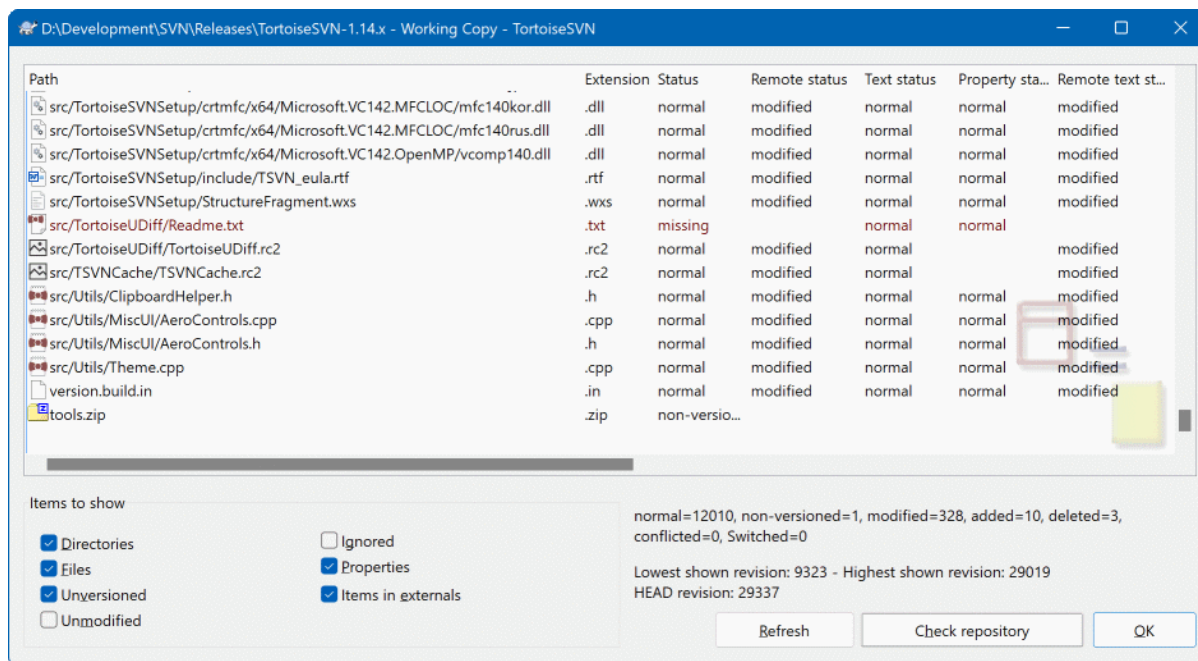 D:\Development\SVN\Releases\TortoiseSVN-1.14.x - Working Copy - TortoiseSVN
Path Extension Status Remote status Text status Property sta... Remote text st...
src/TortoiseSVNSetup/crtmfc/x64/Microsoft.VC142.MFCLOC/mfc140kor.dll .dll normal modified normal normal modified
src/TortoiseSVNSetup/crtmfc/x64/Microsoft.VC142.MFCLOC/mfc140rus.dll .dll normal modified normal normal modified
src/TortoiseSVNSetup/crtmfc/x64/Microsoft.VC142.OpenMP/vcomp140.dll .dll normal modified normal normal modified
src/TortoiseSVNSetup/include/TSVN_eula.rtf .rtf normal modified normal normal modified
src/TortoiseSVNSetup/StructureFragment.wxs .wxs normal modified normal normal modified
src/TortoiseUDiff/Readme.txt .txt missing normal normal
src/TortoiseUDiff/TortoiseUDiff.rc2 .rc2 normal modified normal modified
src/TSVNCache/TSVNCache.rc2 .rc2 normal modified normal modified
src/Utils/ClipboardHelper.h .h normal modified normal normal modified
src/Utils/MiscUI/AeroControls.cpp .cpp normal modified normal normal modified
src/Utils/MiscUI/AeroControls.h .h normal modified normal normal modified
src/Utils/Theme.cpp .cpp normal modified normal normal modified
version.build.in .in normal modified normal normal modified
tools.zip .zip non-versio...
Items to show
Directories
Files
Unversioned
Unmodified
Ignored
Properties
Items in externals
normal=12010, non-versioned=1, modified=328, added=10, deleted=3,
conflicted=0, Switched=0
Lowest shown revision: 9323 - Highest shown revision: 29019
HEAD revision: 29337
Refresh Check repository OK